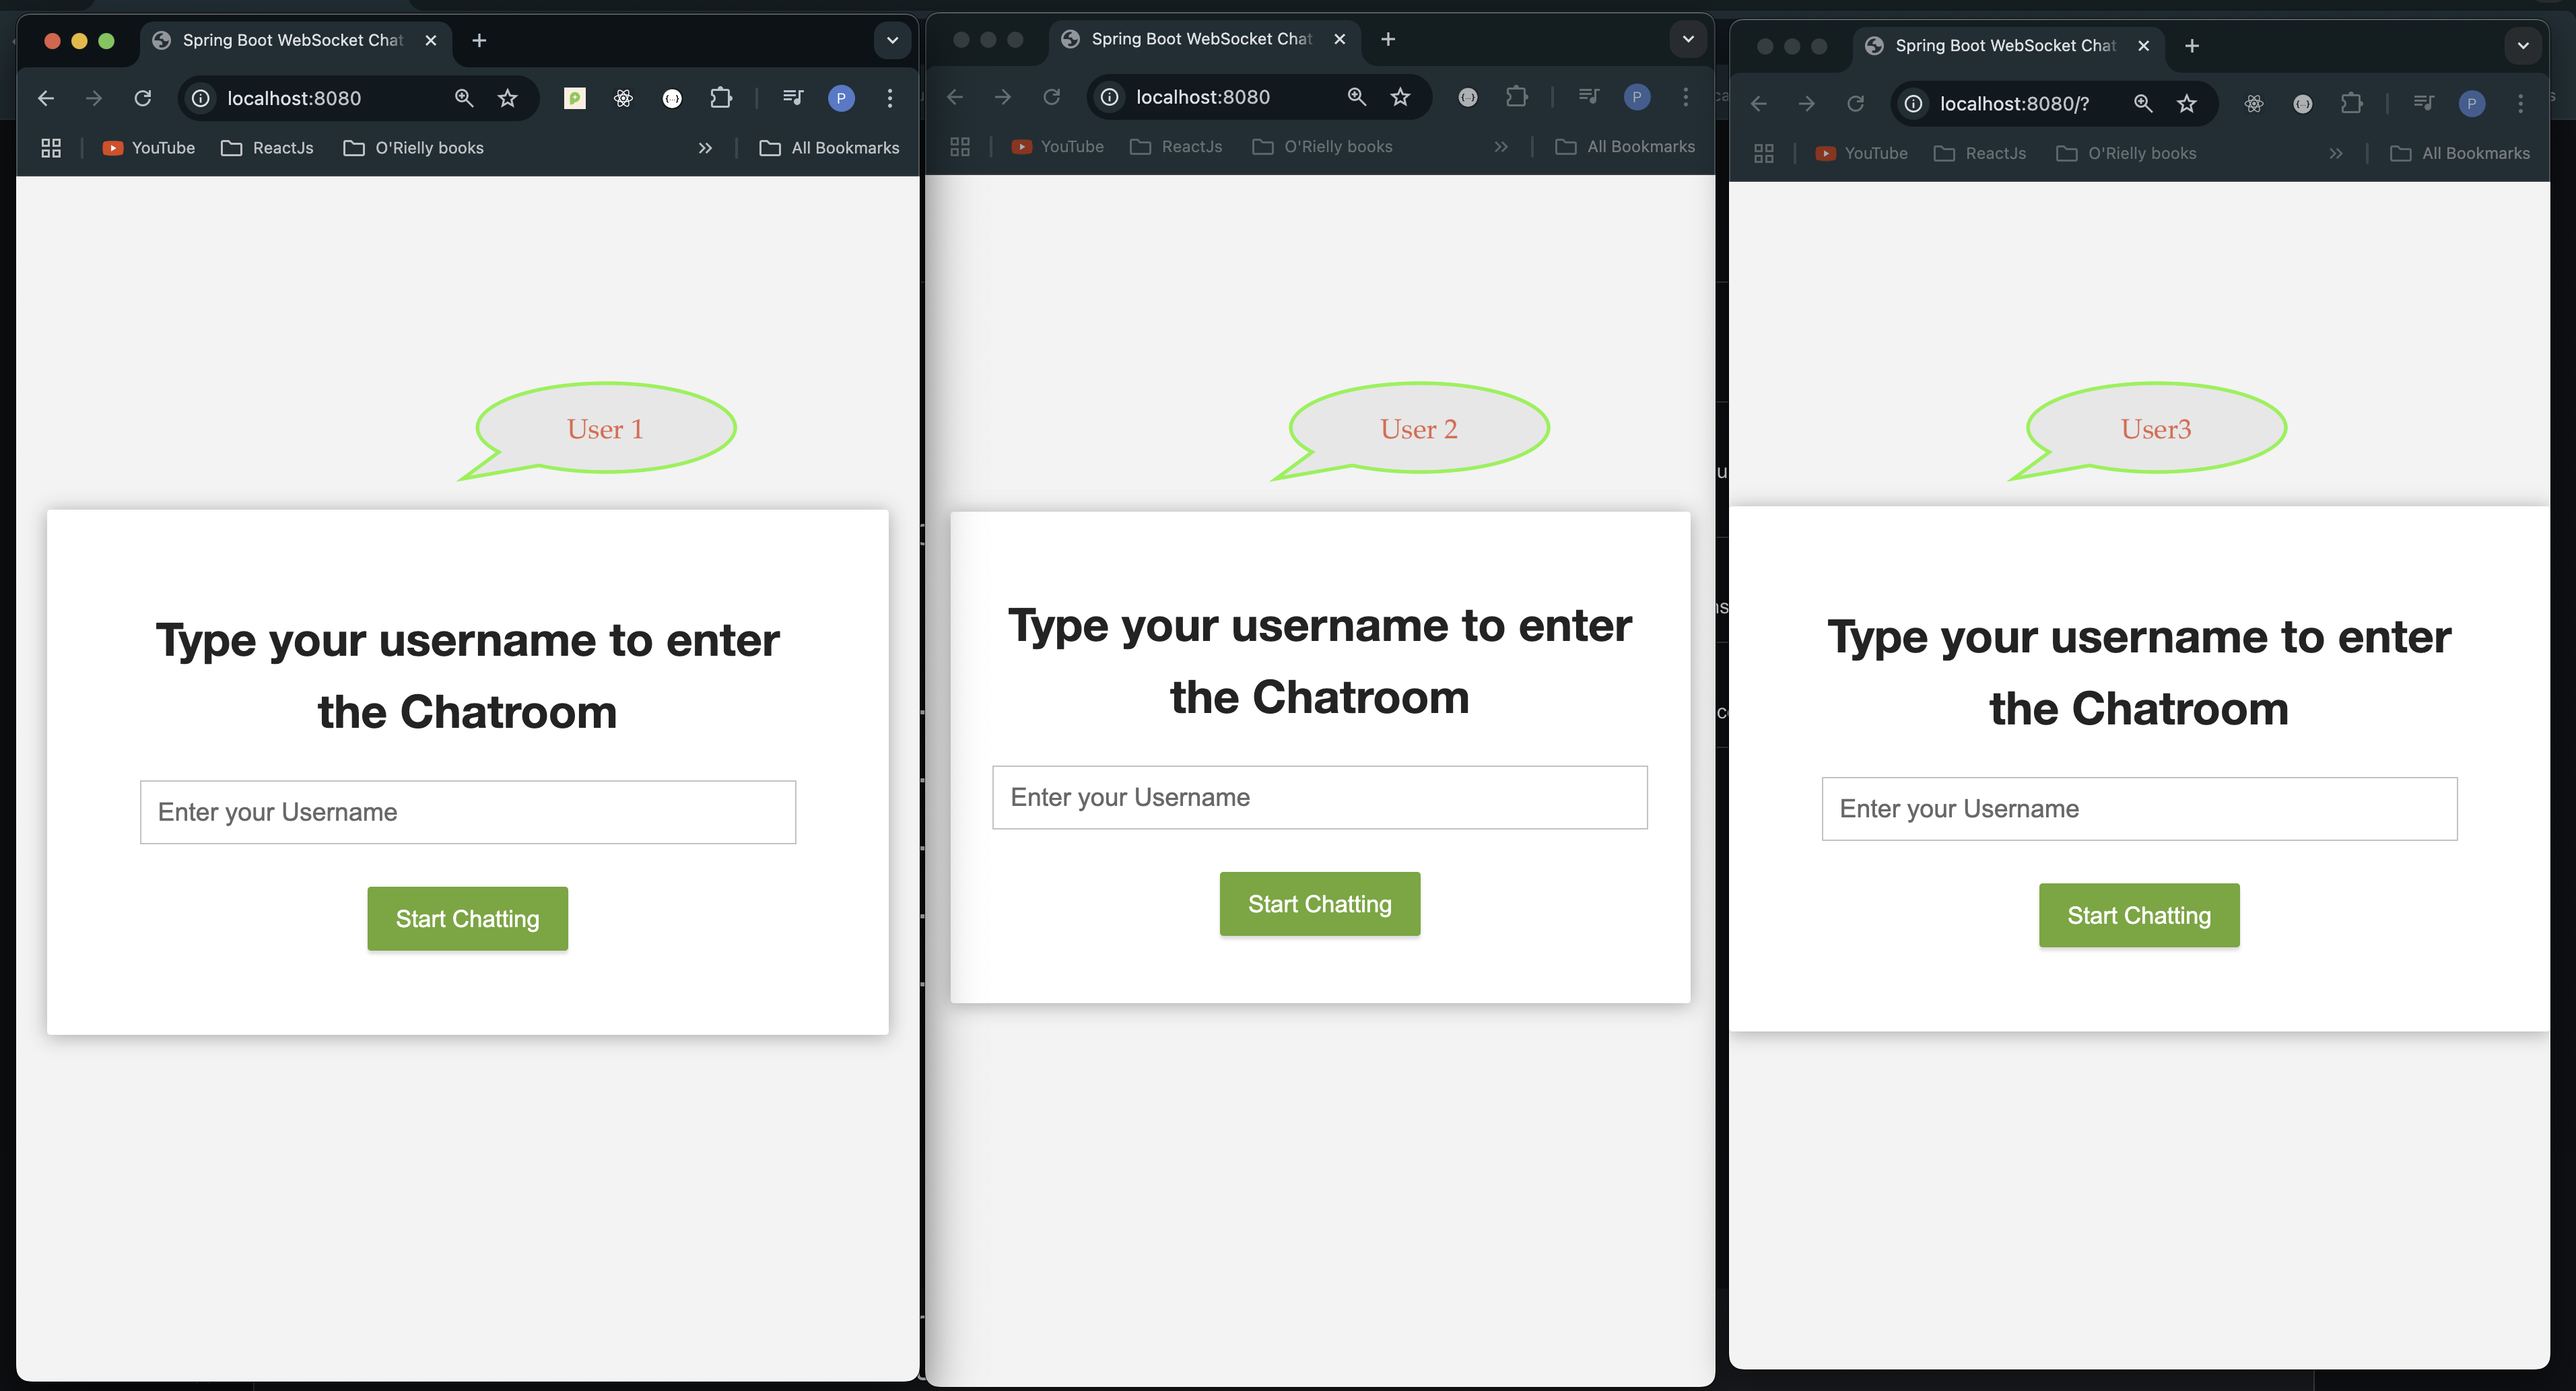 Spring Boot WebSocket Chat
localhost:8080
P
YouTube
ReactJs
O'Rielly books
All Bookmarks
User 1
Type your username to enter
the Chatroom
Enter your Username
Start Chatting
Spring Boot WebSocket Chat
localhost:8080
P
YouTube
ReactJs
O'Rielly books
All Bookmarks
User 2
Type your username to enter
the Chatroom
Enter your Username
Start Chatting
Spring Boot WebSocket Chat
localhost:8080/?
P
YouTube
ReactJs
O'Rielly books
All Bookmarks
User3
Type your username to enter
the Chatroom
Enter your Username
Start Chatting